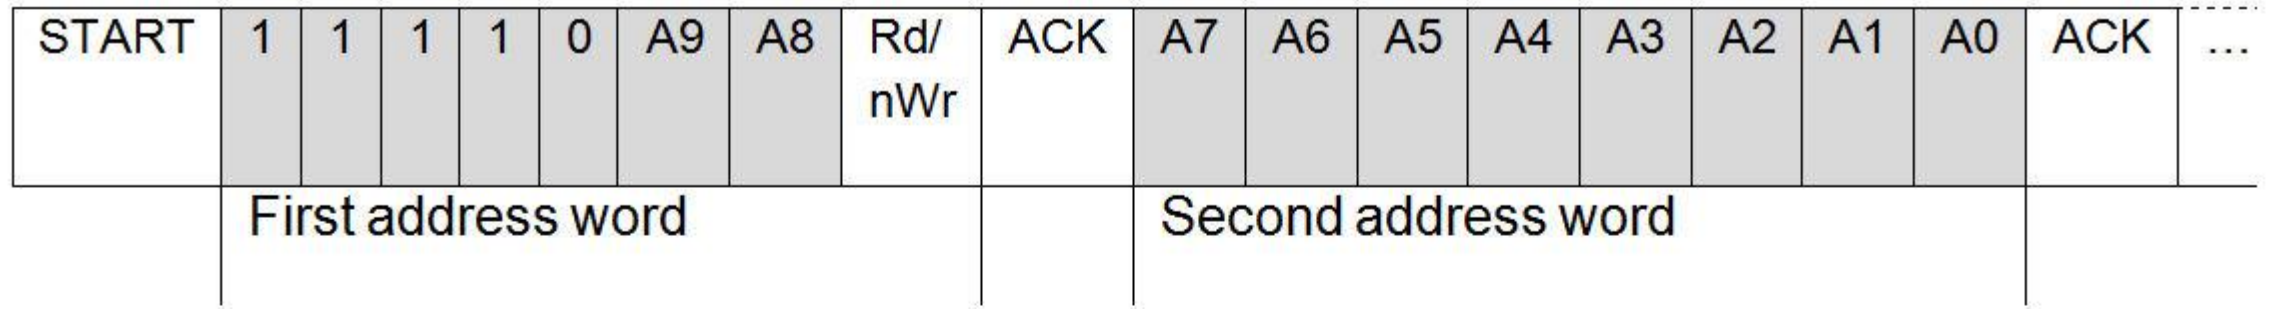 START 1 1 1 1 0 A9 A8 Rd/ ACK A7 A6 A5 A4 A3 A2 A1 A0 ACK ...
nWr
First address word Second address word